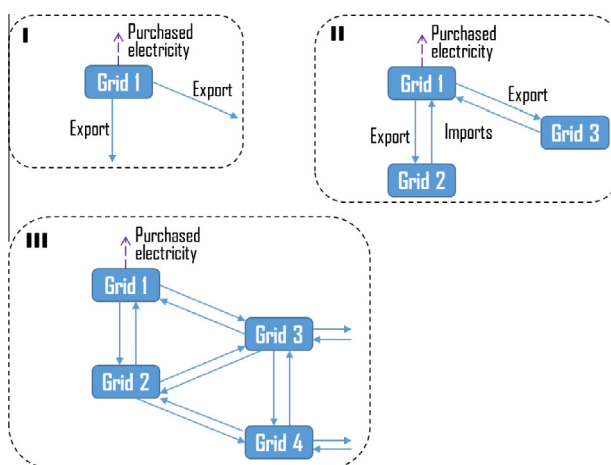 I
Purchased
electricity
Grid 1
Export
Export
II
Purchased
electricity
Grid 1
Export
Grid 3
Export
Imports
Grid 2
III
Purchased
electricity
Grid 1
Grid 3
Grid 2
Grid 4